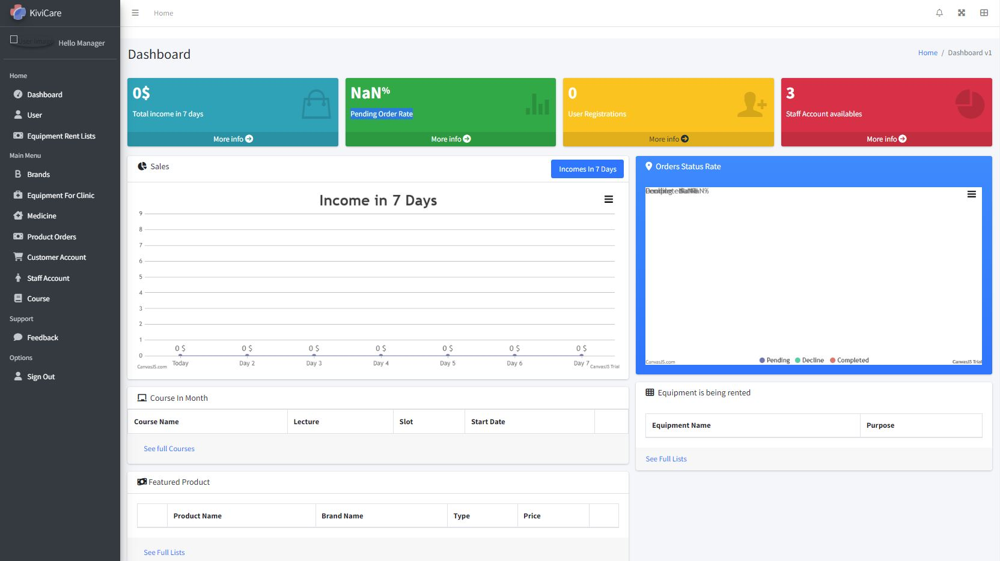 KiviCare
Home
User Image
Hello Manager
Home
Dashboard
User
Equipment Rent Lists
Main Menu
Brands
Equipment For Clinic
Medicine
Product Orders
Customer Account
Staff Account
Course
Support
Feedback
Options
Sign Out
Dashboard
Home / Dashboard v1
0$
Total income in 7 days
More info
NaN%
Pending Order Rate
More info
0
User Registrations
More info
3
Staff Account availables
More info
Sales
Incomes In 7 Days
Income in 7 Days
9
8
7
6
5
4
3
2
1
0
0 $ 0 $ 0 $ 0 $ 0 $ 0 $ 0 $
Today Day 2 Day 3 Day 4 Day 5 Day 6 Day 7
CanvasJS.com CanvasJS Trial
Orders Status Rate
Pending Decline Completed
CanvasJS.com CanvasJS Trial
Course In Month
Course Name Lecture Slot Start Date
See full Courses
Equipment is being rented
Equipment Name Purpose
See Full Lists
Featured Product
Product Name Brand Name Type Price
See Full Lists